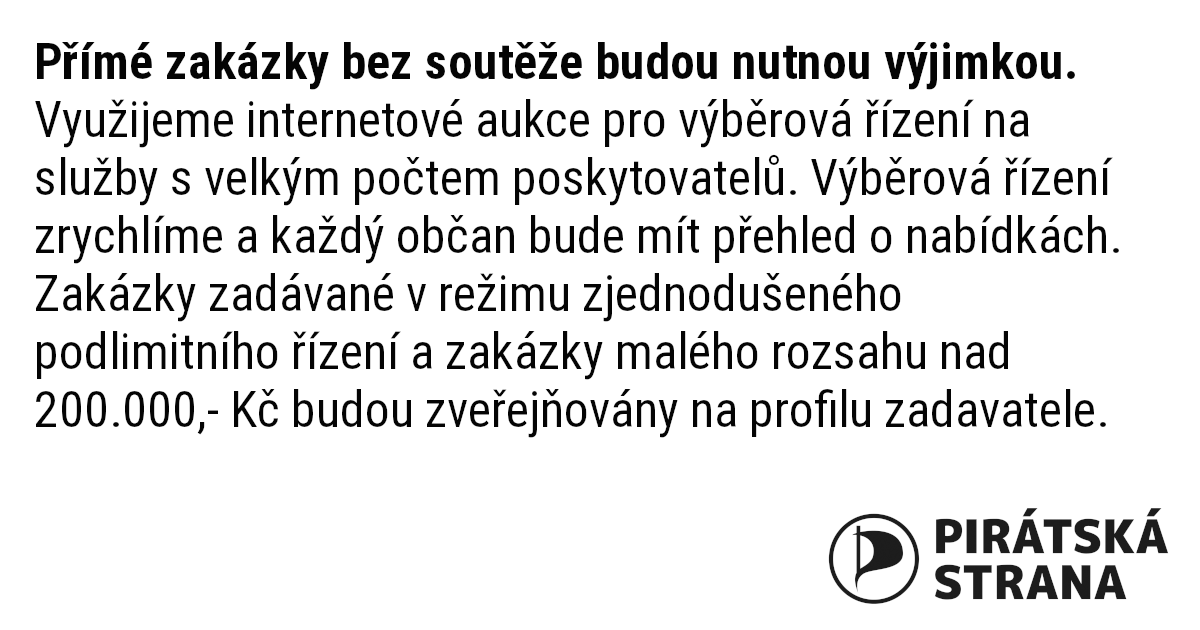 Přímé zakázky bez soutěže budou nutnou výjimkou.
Využijeme internetové aukce pro výběrová řízení na
služby s velkým počtem poskytovatelů. Výběrová řízení
zrychlíme a každý občan bude mít přehled o nabídkách.
Zakázky zadávané v režimu zjednodušeného
podlimitního řízení a zakázky malého rozsahu nad
200.000,- Kč budou zveřejňovány na profilu zadavatele.
PIRÁTSKÁ
STRANA